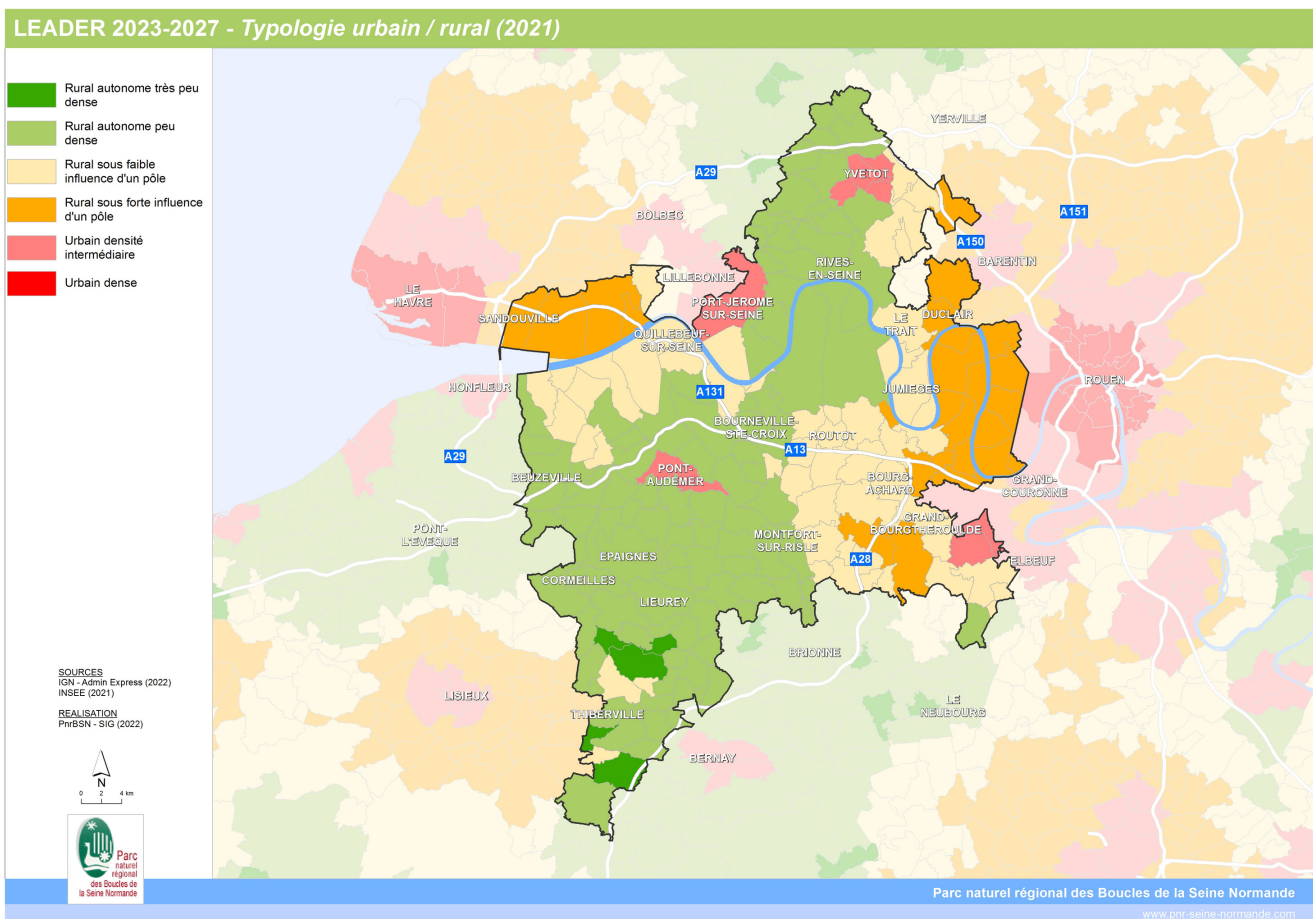 LEADER 2023-2027 - Typologie urbain / rural (2021)
Rural autonome très peu
dense
Rural autonome peu
dense
Rural sous faible
influence d'un pôle
Rural sous forte influence
d'un pôle
Urbain densité
intermédiaire
Urbain dense
YERVILLE
A29
YVETOT
BOLBEC
A151
A150
BARENTIN
RIVES-
EN-SEINE
LILLEBONNE
LE
HAVRE
PORT-JEROME
SUR-SEINE
SANDOUVILLE
LE
TRAIT
DUCLAIR
QUILLEBEUF-
SUR-SEINE
HONFLEUR
A131
JUMIEGES
ROUEN
BOURNEVILLE-
STE-CROIX
ROUTOT
A29
A13
BEUZEVILLE
PONT-
AUDEMER
BOURG-
ACHARD
GRAND-
COURONNE
PONT-
L'EVEQUE
GRAND-
BOURGTHEROULDE
MONTFORT-
SUR-RISLE
EPAIGNES
A28
ELBEUF
CORMEILLES
LIEUREY
BRIONNE
LISIEUX
LE
NEUBOURG
THIBERVILLE
BERNAY
SOURCES
IGN - Admin Express (2022)
INSEE (2021)
REALISATION
PnrBSN - SIG (2022)
N
0 2 4 km
Parc
naturel
régional
des Boucles de
la Seine Normande
Parc naturel régional des Boucles de la Seine Normande
www.pnr-seine-normande.com